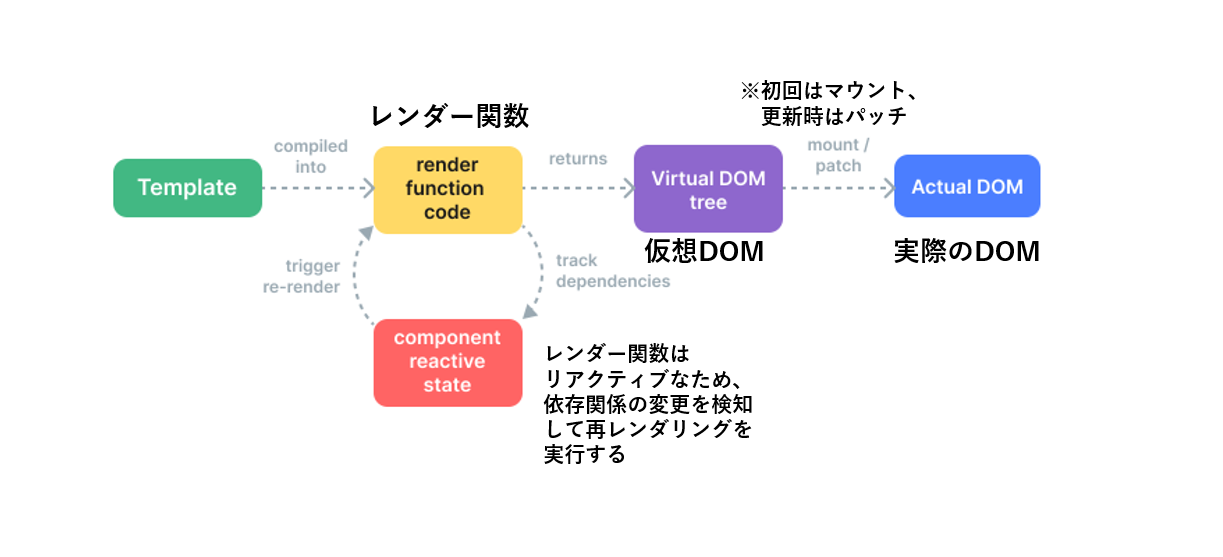 ※初回はマウント、
更新時はパッチ
レンダー関数
compiled
into
returns
mount /
patch
Template
render
function
code
Virtual DOM
tree
Actual DOM
仮想DOM
実際のDOM
trigger
re-render
track
dependencies
component
reactive
state
レンダー関数は
リアクティブなため、
依存関係の変更を検知
して再レンダリングを
実行する